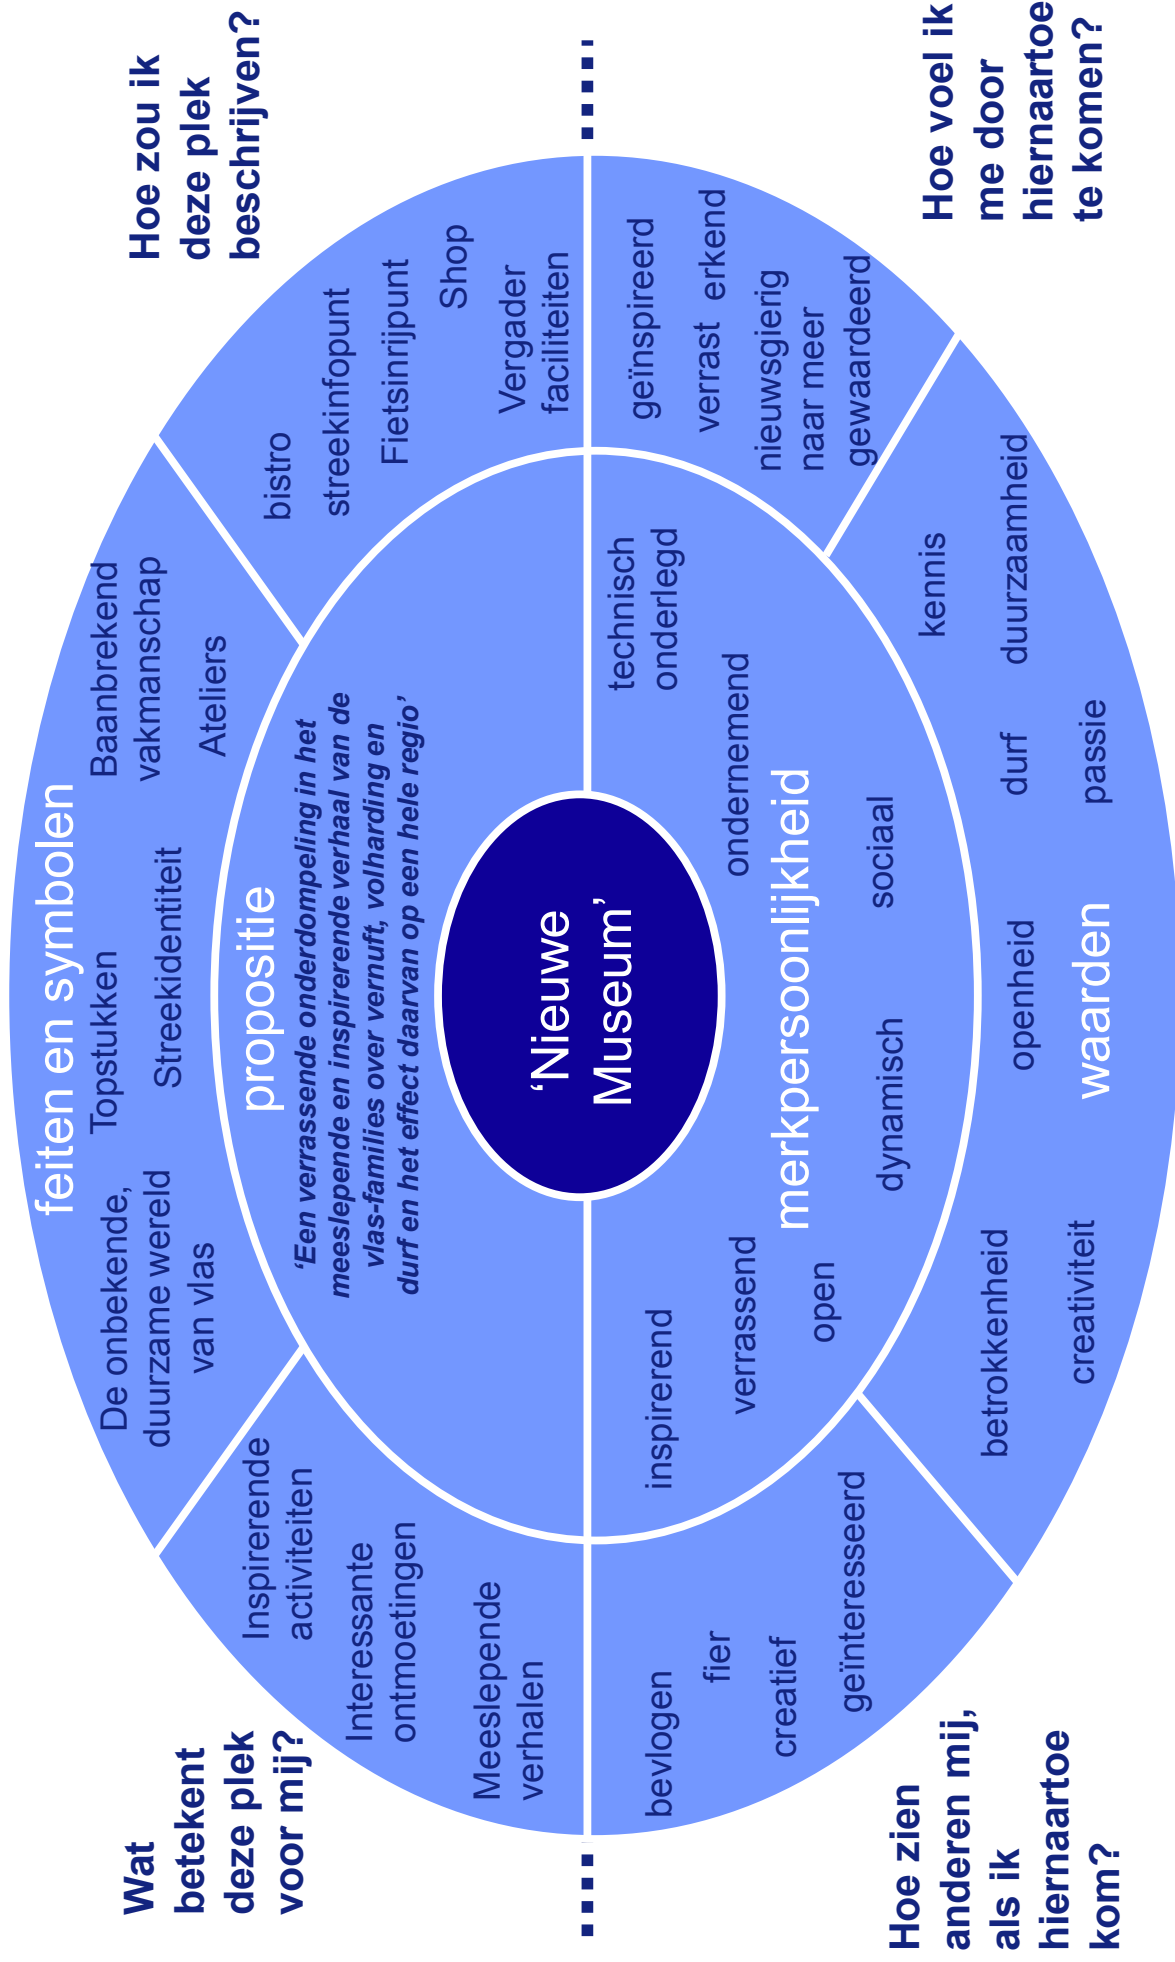 Wat
betekent
deze plek
voor mij?
Hoe zou ik
deze plek
beschrijven?
feiten en symbolen
De onbekende,
duurzame wereld
van vlas
Topstukken
Streekidentiteit
Baanbrekend
vakmanschap
Ateliers
Inspirerende
activiteiten
Interessante
ontmoetingen
Meeslepende
verhalen
propositie
‘Een verrassende onderdompeling in het
meeslepende en inspirerende verhaal van de
vlas-families over vernuft, volharding en
durf en het effect daarvan op een hele regio’
bistro
streekinfopunt
Fietsinrijpunt
Shop
Vergader
faciliteiten
‘Nieuwe
Museum’
bevlogen
fier
creatief
geïnteresseerd
inspirerend
verrassend
open
dynamisch
merkpersoonlijkheid
sociaal
ondernemend
technisch
onderlegd
geïnspireerd
verrast erkend
nieuwsgierig
naar meer
gewaardeerd
betrokkenheid
creativiteit
openheid
waarden
durf
passie
kennis
duurzaamheid
Hoe zien
anderen mij,
als ik
hiernaartoe
kom?
Hoe voel ik
me door
hiernaartoe
te komen?